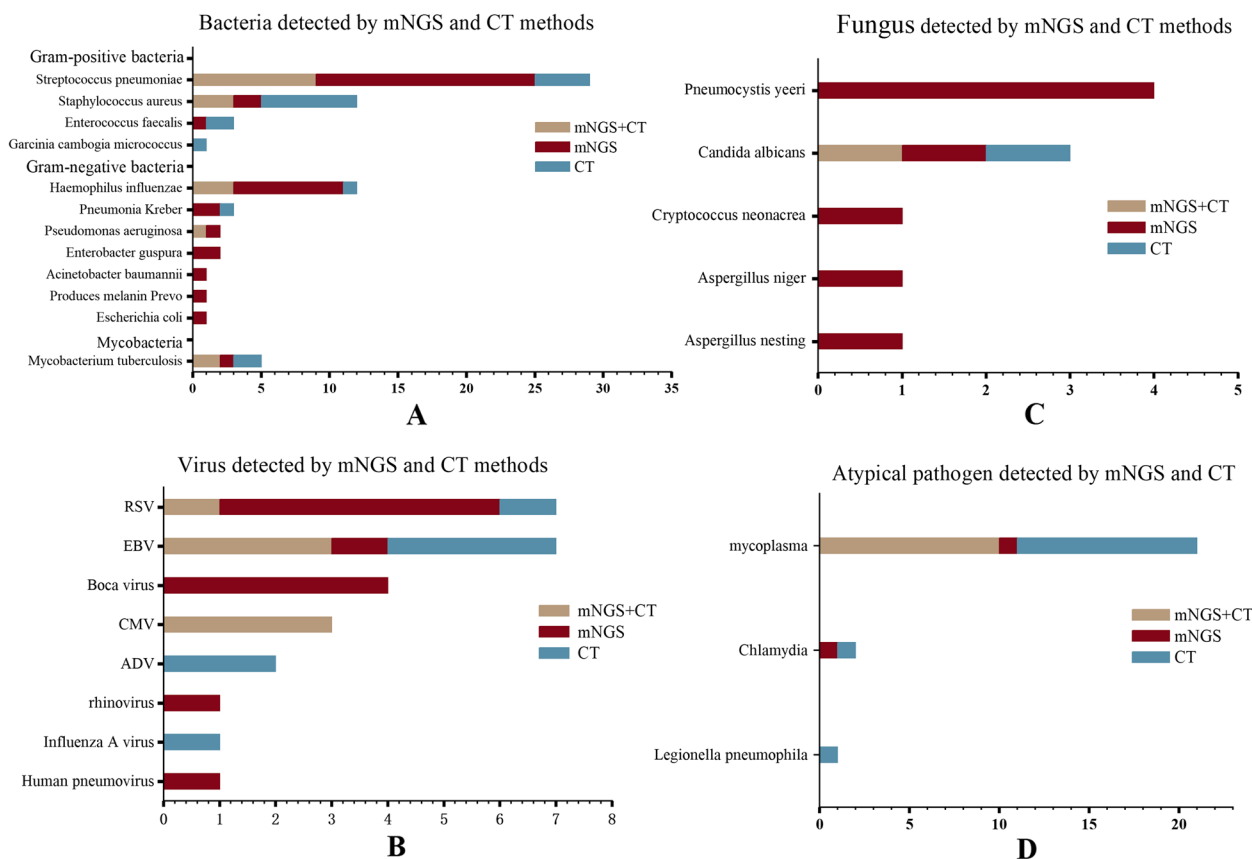 Bacteria detected by mNGS and CT methods
Gram-positive bacteria
Streptococcus pneumoniae
Staphylococcus aureus
Enterococcus faecalis
Garcinia cambogia micrococcus
Gram-negative bacteria
Haemophilus influenzae
Pneumonia Kreber
Pseudomonas aeruginosa
Enterobacter guspura
Acinetobacter baumannii
Produces melanin Prevo
Escherichia coli
Mycobacteria
Mycobacterium tuberculosis
mNGS+CT
mNGS
CT
0 5 10 15 20 25 30 35
A
Fungus detected by mNGS and CT methods
Pneumocystis yeeri
Candida albicans
Cryptococcus neonacrea
Aspergillus niger
Aspergillus nesting
mNGS+CT
mNGS
CT
0 1 2 3 4 5
C
Virus detected by mNGS and CT methods
RSV
EBV
Boca virus
CMV
ADV
rhinovirus
Influenza A virus
Human pneumovirus
mNGS+CT
mNGS
CT
0 1 2 3 4 5 6 7 8
B
Atypical pathogen detected by mNGS and CT
mycoplasma
Chlamydia
Legionella pneumophila
mNGS+CT
mNGS
CT
0 5 10 15 20
D